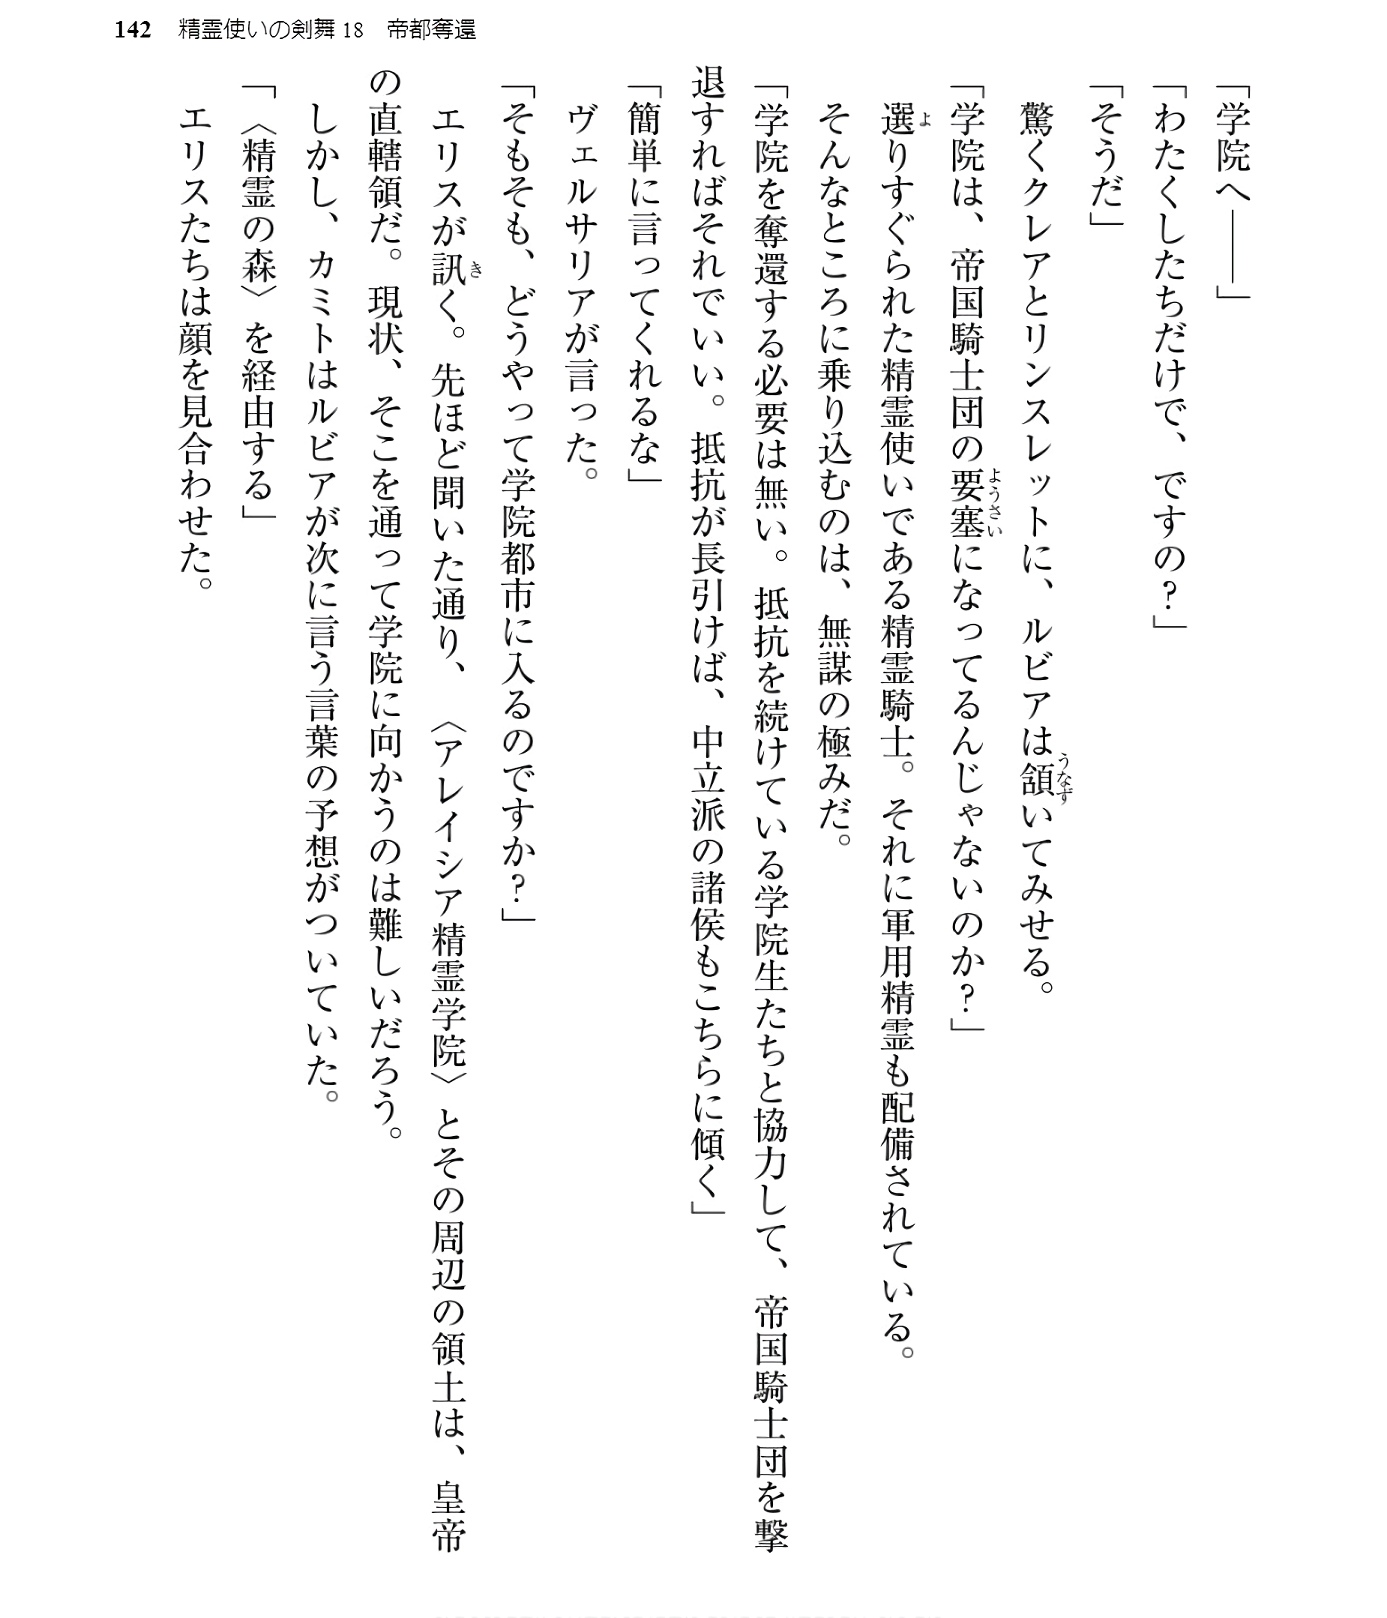 142 精霊使いの剣舞18 帝都奪還
「学院へ――」
「わたくしたちだけで、ですの？」
「そうだ」
驚くクレアとリンスレットに、ルビアは頷いてみせる。
「学院は、帝国騎士団の要塞になってるんじゃないのか？」
選りすぐられた精霊使いである精霊騎士。それに軍用精霊も配備されている。
そんなところに乗り込むのは、無謀の極みだ。
「学院を奪還する必要は無い。抵抗を続けている学院生たちと協力して、帝国騎士団を撃
退すればそれでいい。抵抗が長引けば、中立派の諸侯もこちらに傾く」
「簡単に言ってくれるな」
ヴェルサリアが言った。
「そもそも、どうやって学院都市に入るのですか？」
エリスが訊く。先ほど聞いた通り、〈アレイシア精霊学院〉とその周辺の領土は、皇帝
の直轄領だ。現状、そこを通って学院に向かうのは難しいだろう。
しかし、カミトはルビアが次に言う言葉の予想がついていた。
「〈精霊の森〉を経由する」
エリスたちは顔を見合わせた。